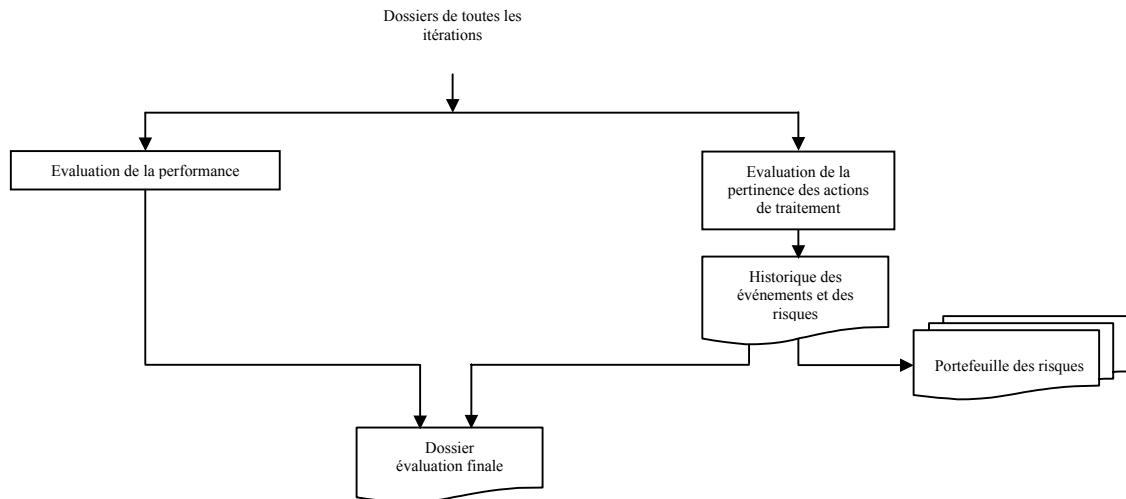 Dossiers de toutes les
itérations
Evaluation de la performance
Evaluation de la
pertinence des actions
de traitement
Historique des
événements et des
risques
Portefeuille des risques
Dossier
évaluation finale